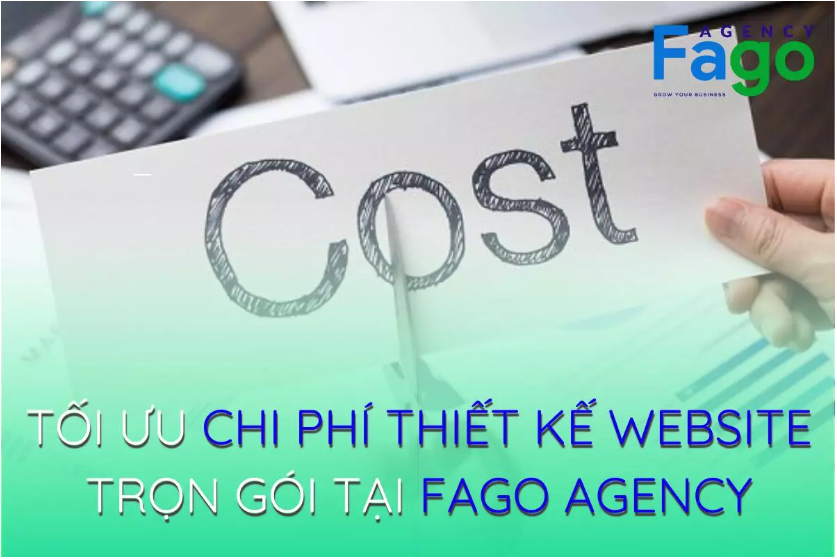 AGENCY
Fago
GROW YOUR BUSINESS
Cost
TỐI ƯU CHI PHÍ THIẾT KẾ WEBSITE
TRỌN GÓI TẠI FAGO AGENCY